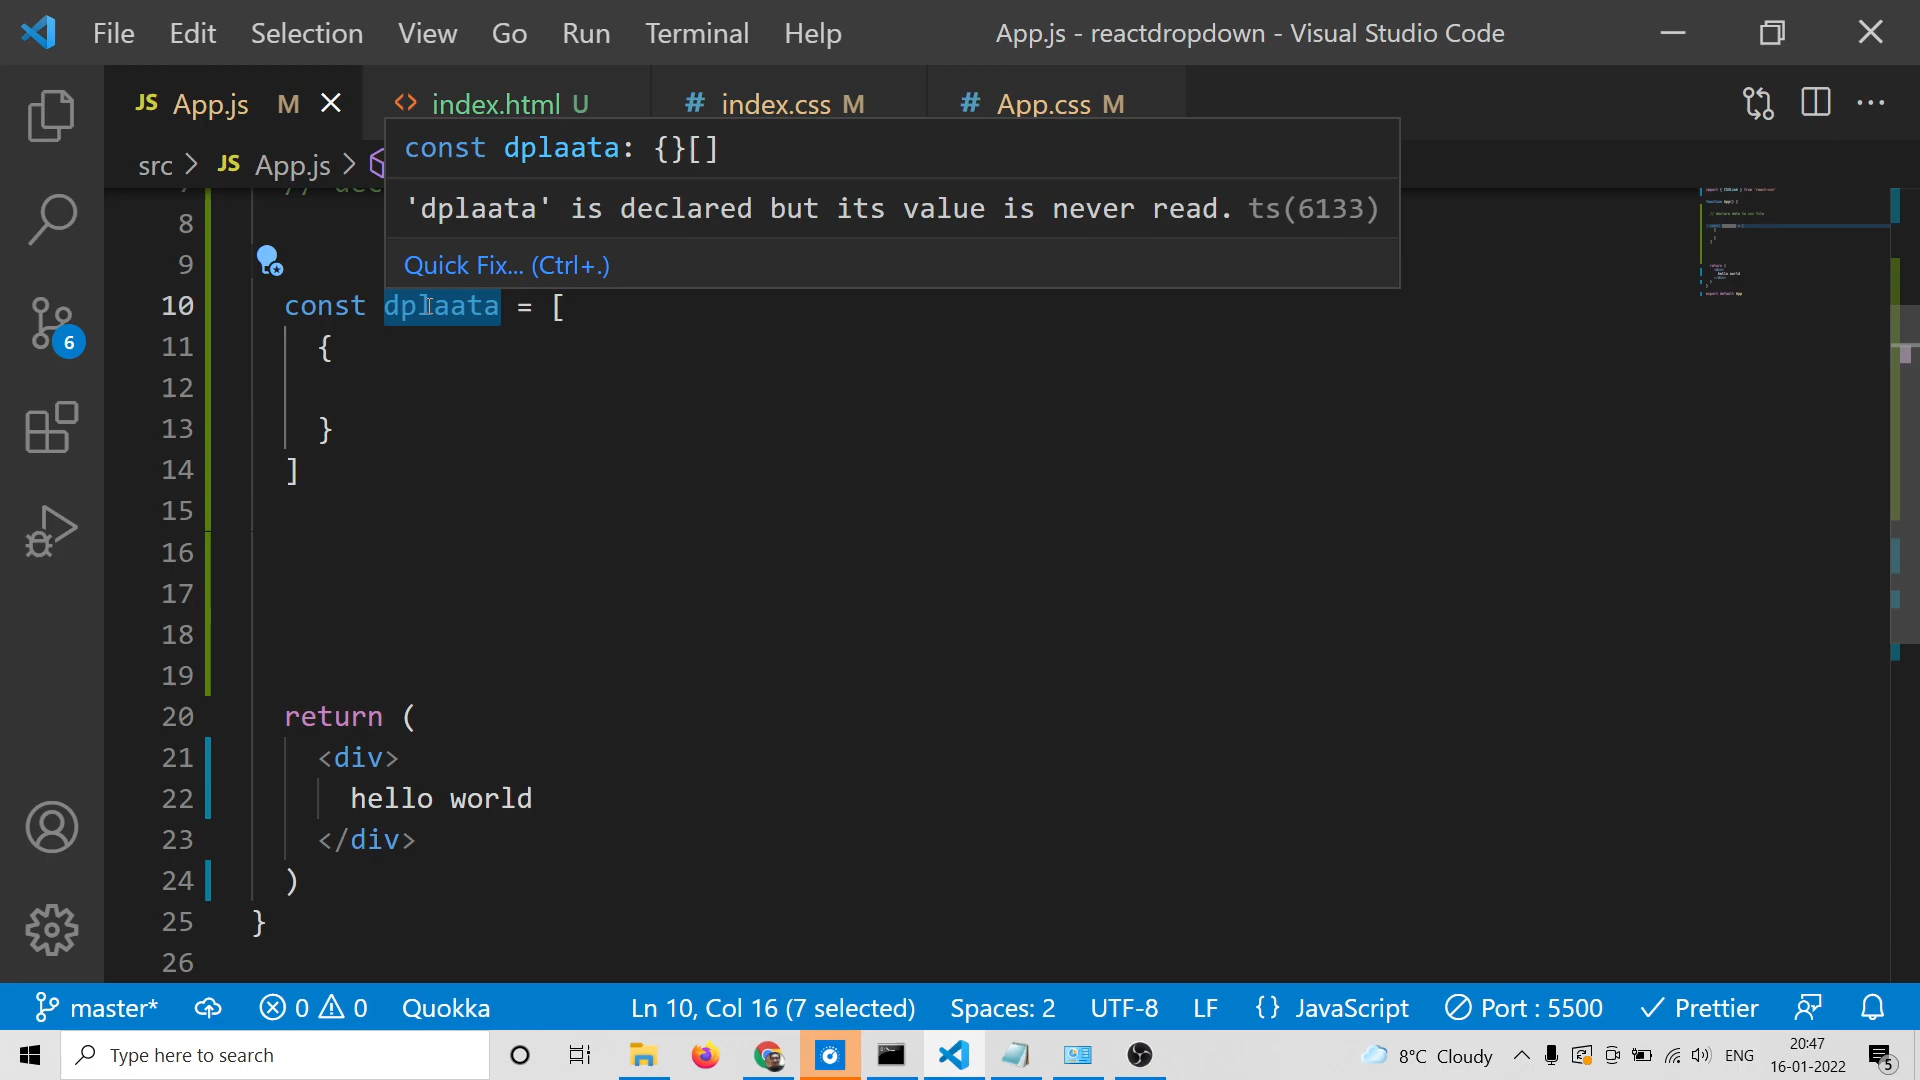 File Edit Selection View Go Run Terminal Help App.js - reactdropdown - Visual Studio Code
JS App.js M index.html U # index.css M # App.css M
src > JS App.js >
const dplaata: {}[]
'dplaata' is declared but its value is never read. ts(6133)
Quick Fix... (Ctrl+.)
8
9
10 const dplaata = [
11 {
12
13 }
14 ]
15
16
17
18
19
20 return (
21 <div>
22 hello world
23 </div>
24 )
25 }
26
6
master* 0 0 Quokka Ln 10, Col 16 (7 selected) Spaces: 2 UTF-8 LF {} JavaScript Port : 5500 Prettier
Type here to search 8°C Cloudy ENG 20:47
16-01-2022 5